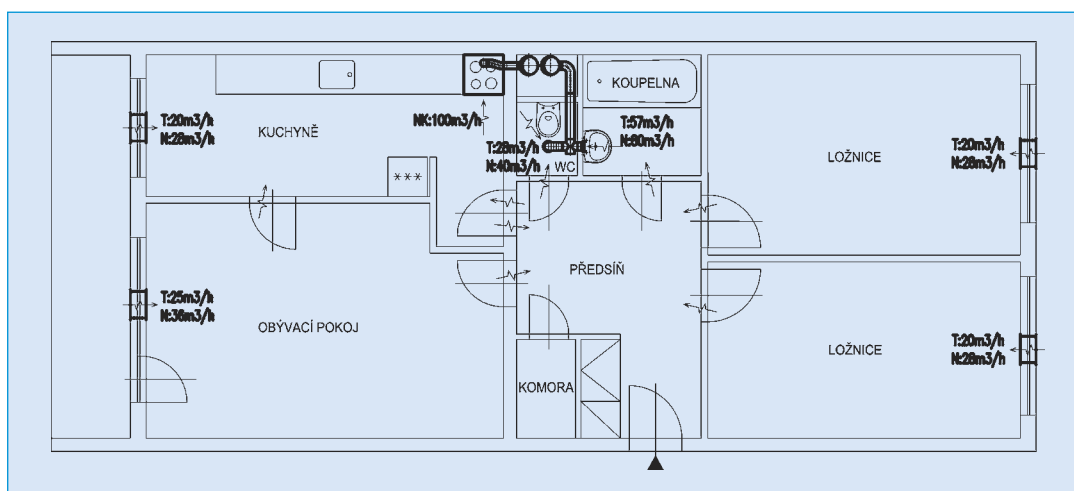 KOUPELNA
T:20m3/h
N:28m3/h
KUCHYNĚ
NK:100m3/h
T:28m3/h
N:40m3/h
WC
T:57m3/h
N:80m3/h
LOŽNICE
T:20m3/h
N:28m3/h
***
PŘEDSÍŇ
T:25m3/h
N:36m3/h
OBÝVACÍ POKOJ
KOMORA
LOŽNICE
T:20m3/h
N:28m3/h